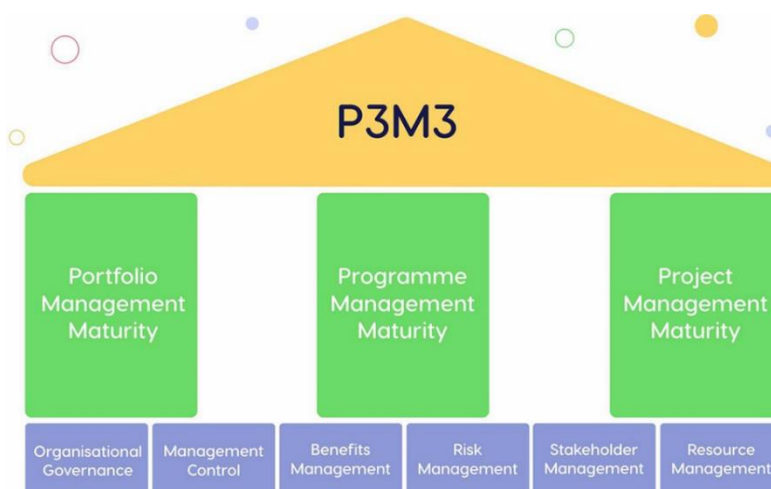 P3M3
Portfolio
Management
Maturity
Programme
Management
Maturity
Project
Management
Maturity
Organisational
Governance
Management
Control
Benefits
Management
Risk
Management
Stakeholder
Management
Resource
Management